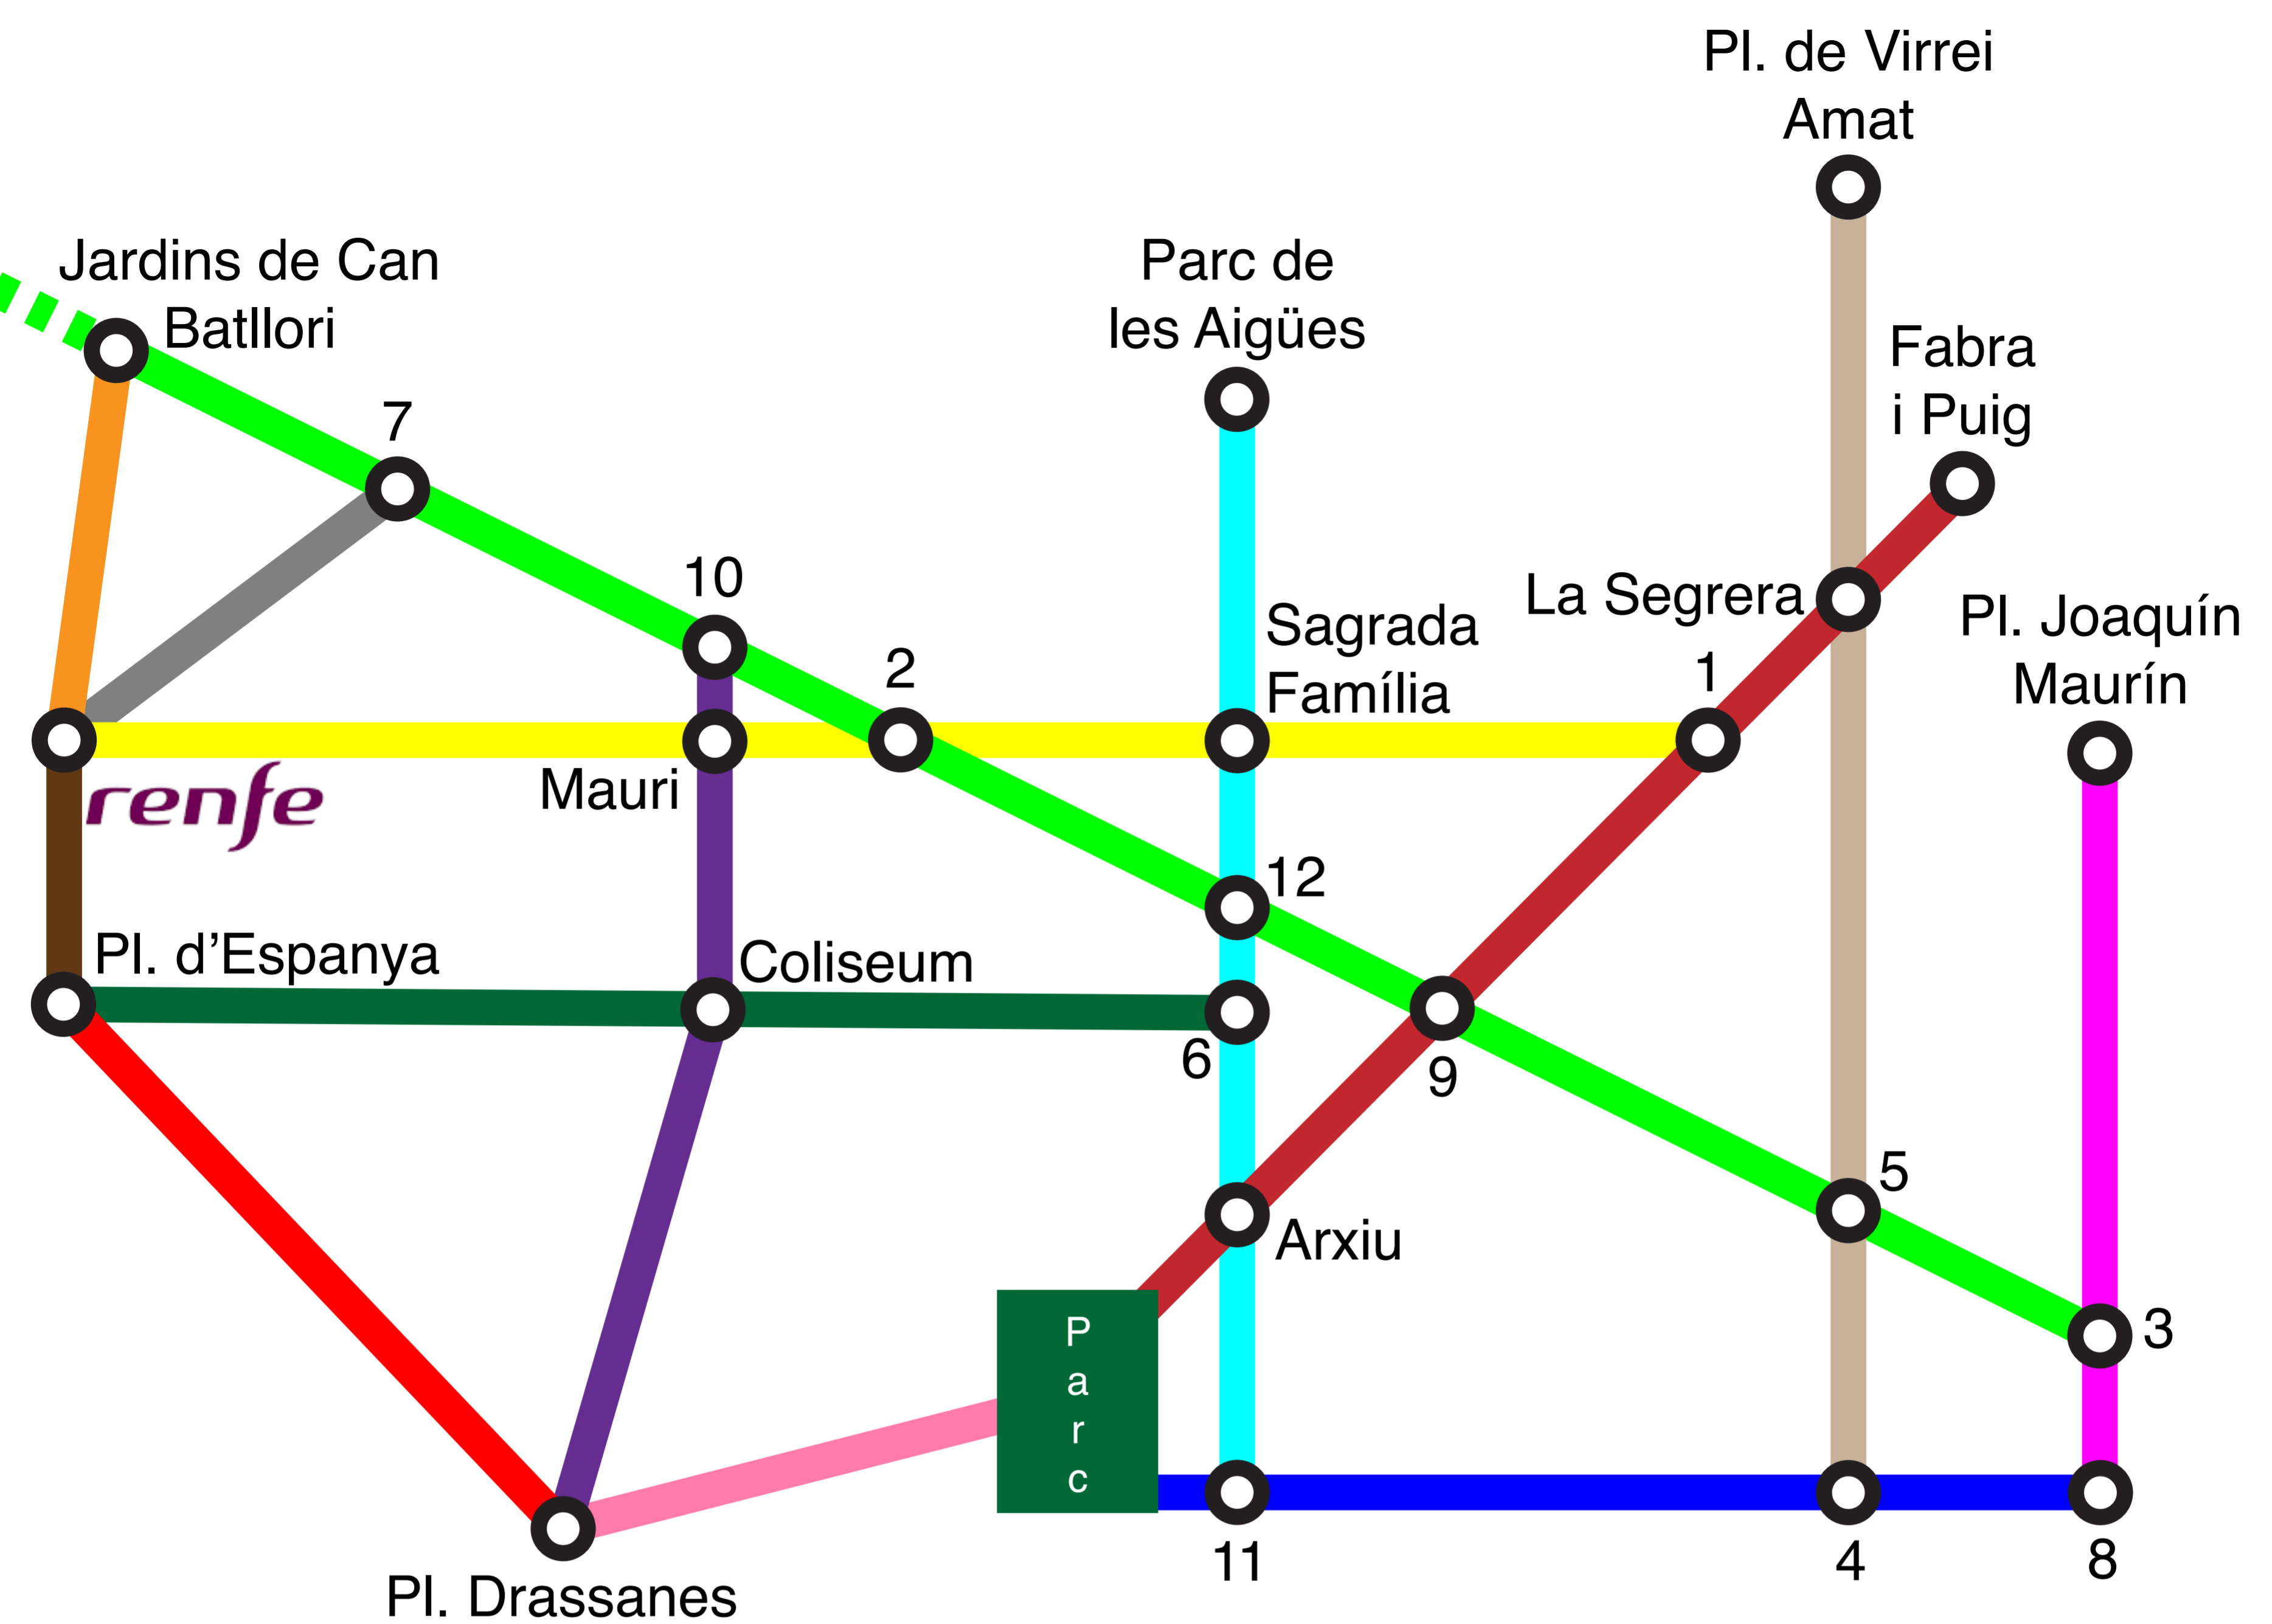 Pl. de Virrei
Amat
Jardins de Can
Batllori
Parc de
les Aigües
Fabra
i Puig
7
10
La Segrera
Pl. Joaquín
Maurín
Sagrada
Família
2
1
Mauri
renfe
12
Pl. d'Espanya
Coliseum
6
9
5
Arxiu
3
P
a
r
c
11
4
8
Pl. Drassanes